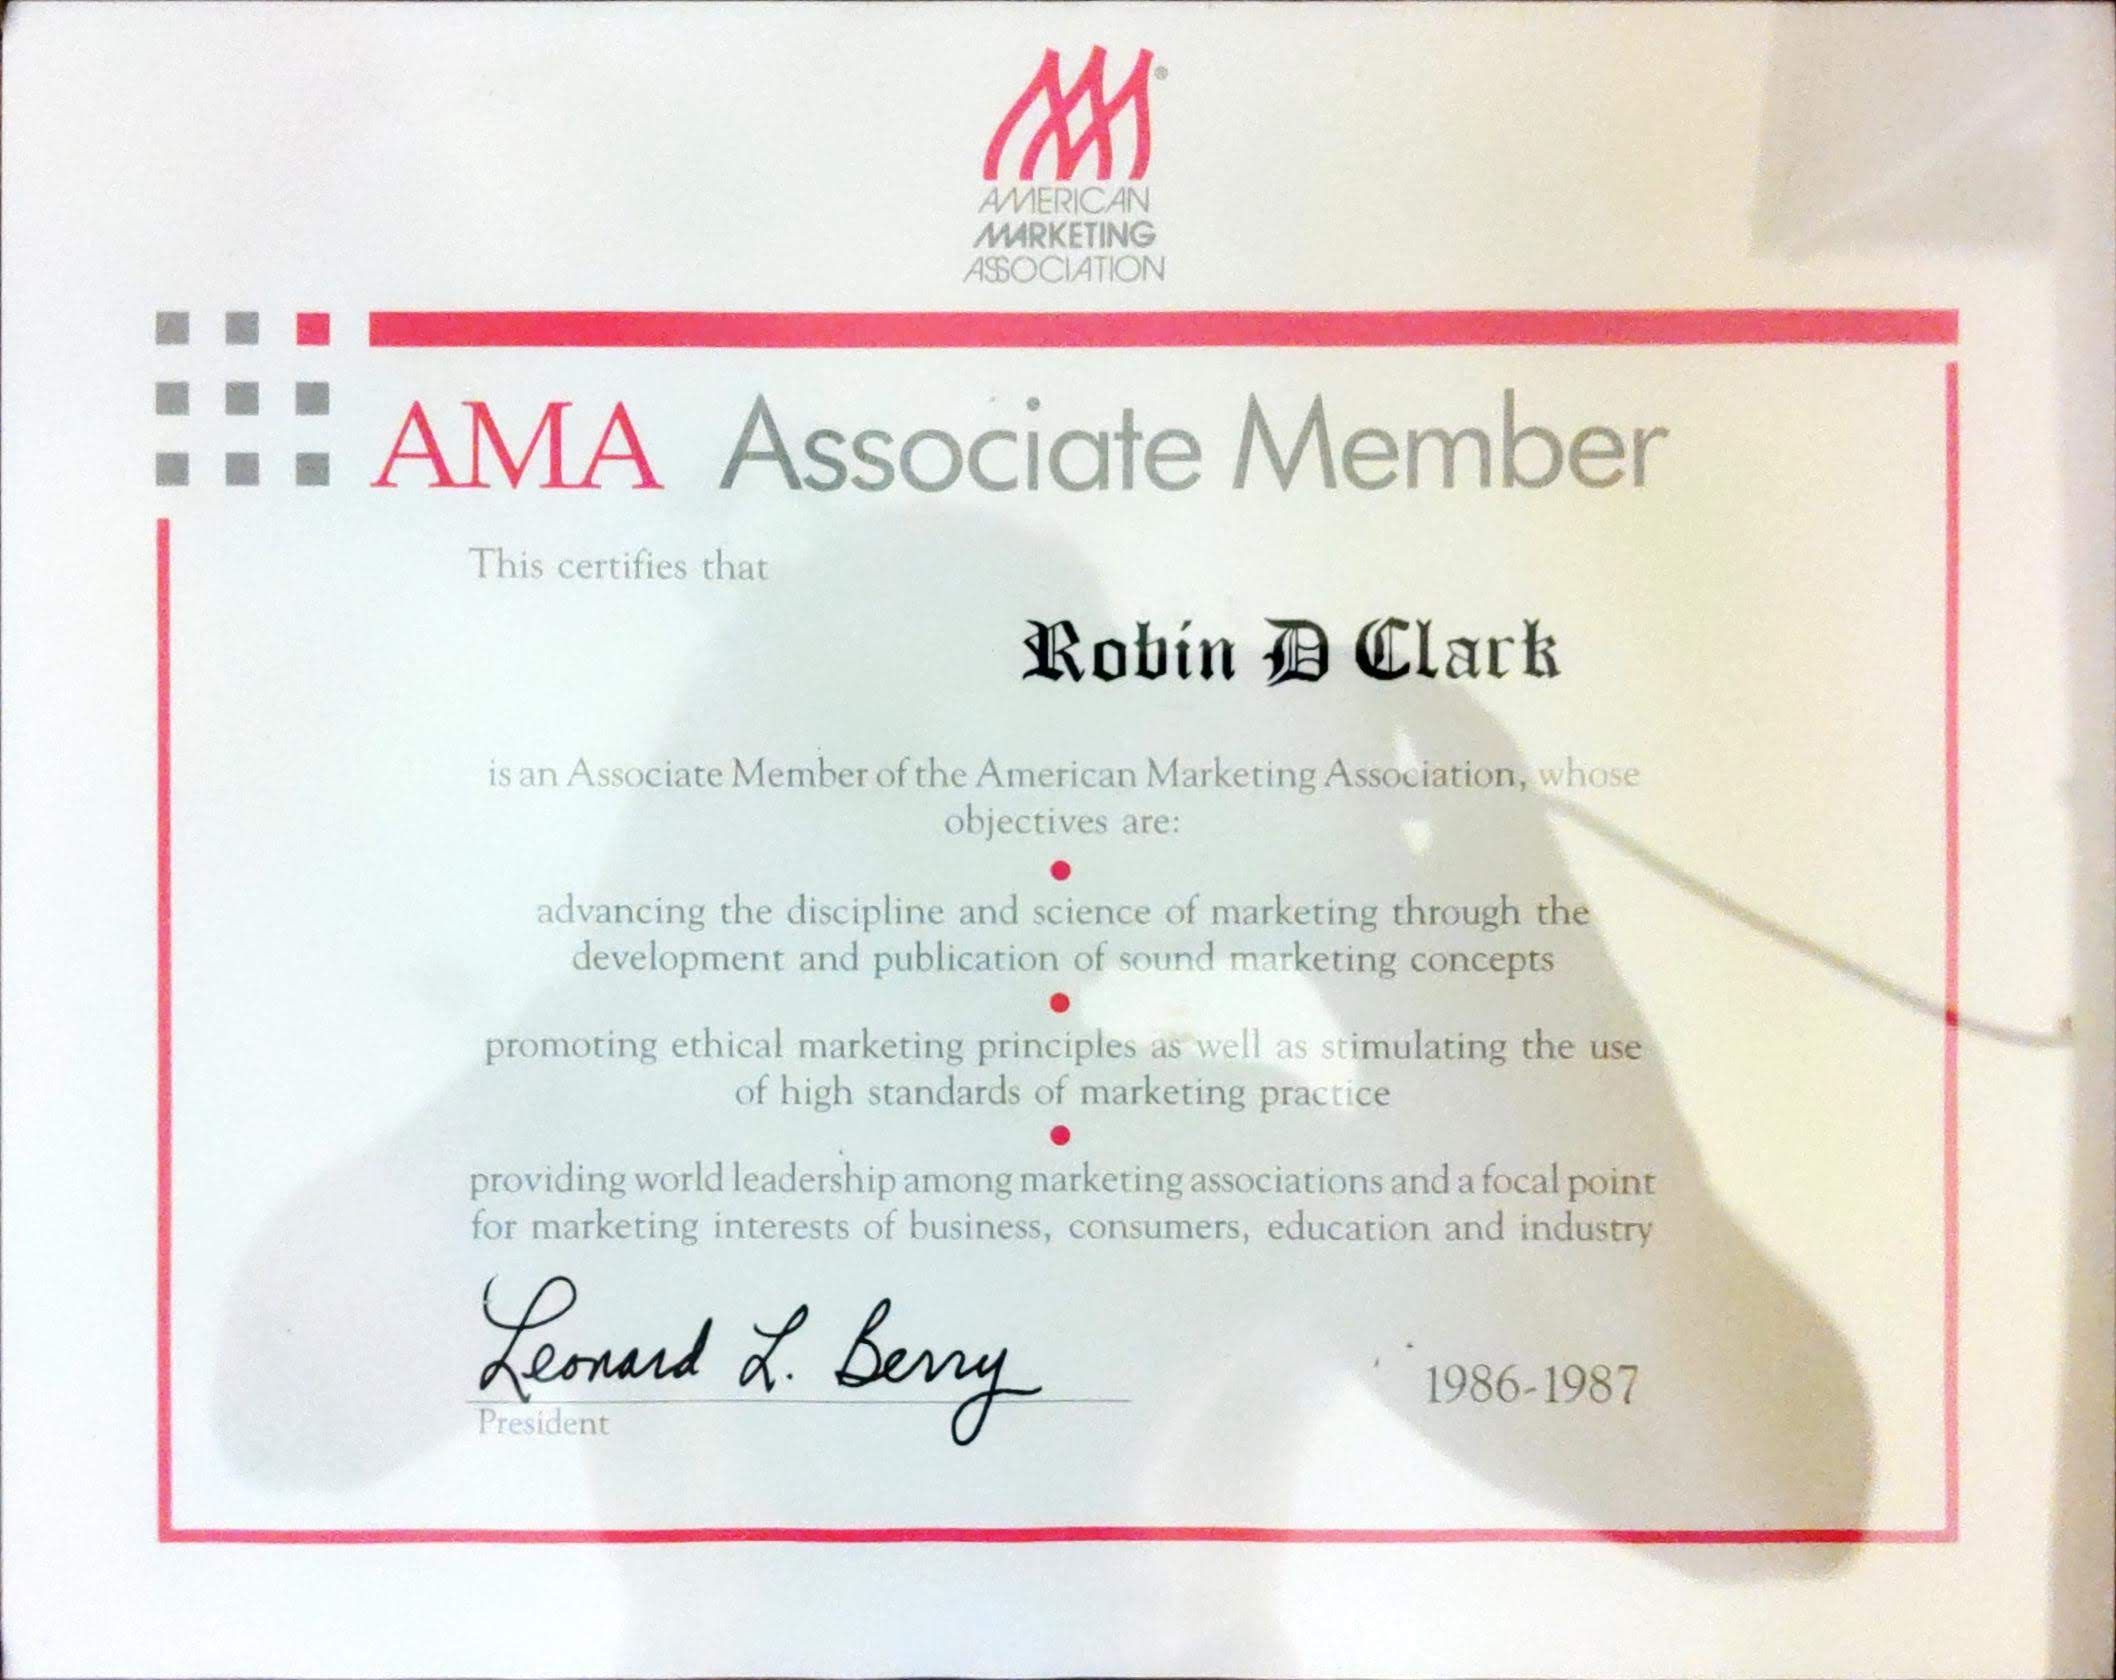 AMERICAN
MARKETING
ASSOCIATION
AMA Associate Member
This certifies that
Robin D Clark
is an Associate Member of the American Marketing Association, whose
objectives are:
advancing the discipline and science of marketing through the
development and publication of sound marketing concepts
promoting ethical marketing principles as well as stimulating the use
of high standards of marketing practice
providing world leadership among marketing associations and a focal point
for marketing interests of business, consumers, education and industry
Leonard L. Berry
President
1986-1987